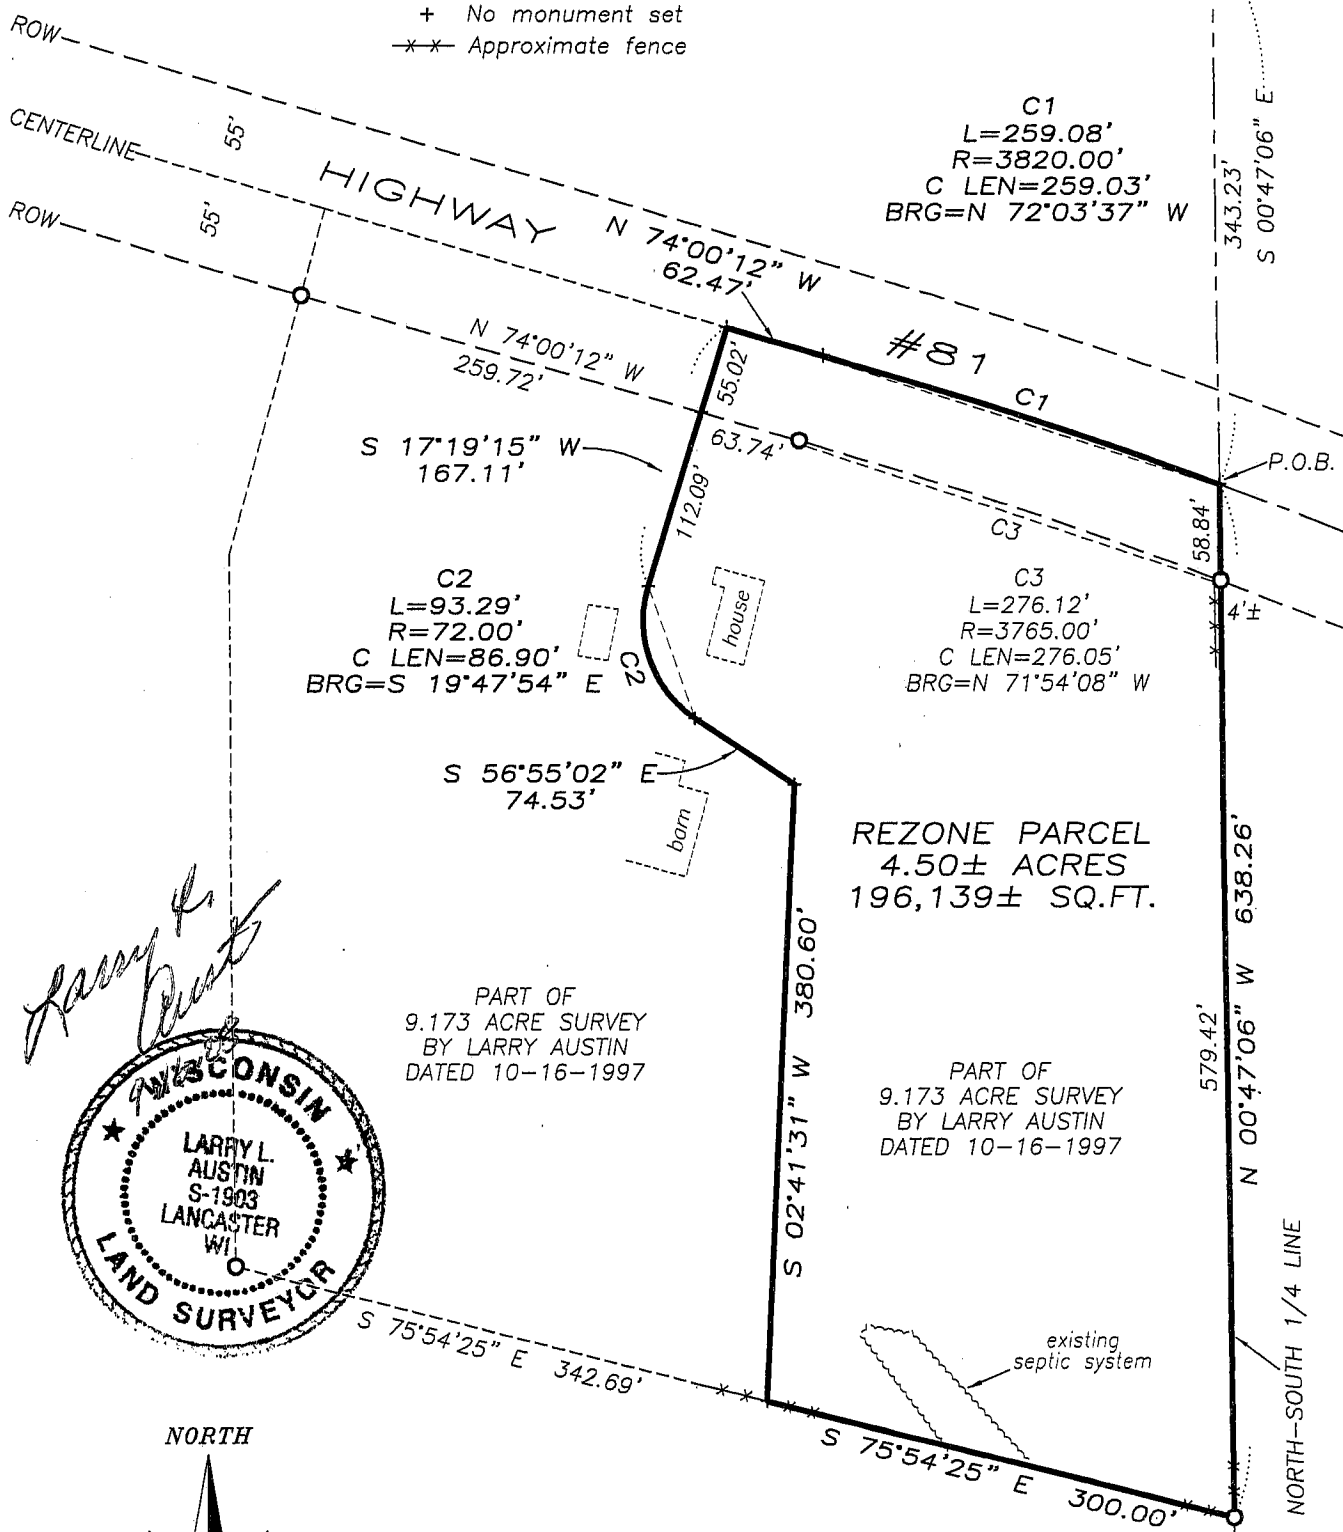 + No monument set
Approximate fence
ROW
CENTERLINE
ROW
55'
55'
HIGHWAY
#81
N 74°00'12" W
62.47'
C1
L=259.08'
R=3820.00'
C LEN=259.03'
BRG=N 72°03'37" W
343.23'
S 00°47'06" E
N 74°00'12" W
259.72'
55.02'
C1
P.O.B.
S 17°19'15" W
167.11'
63.74'
112.09'
C3
58.84'
4'±
C2
L=93.29'
R=72.00'
C LEN=86.90'
BRG=S 19°47'54" E
C2
house
C3
L=276.12'
R=3765.00'
C LEN=276.05'
BRG=N 71°54'08" W
S 56°55'02" E
74.53'
barn
REZONE PARCEL
4.50± ACRES
196,139± SQ.FT.
N 00°47'06" W 638.26'
579.42'
S 02°41'31" W 380.60'
Larry L.
Austin
PART OF
9.173 ACRE SURVEY
BY LARRY AUSTIN
DATED 10-16-1997
PART OF
9.173 ACRE SURVEY
BY LARRY AUSTIN
DATED 10-16-1997
WISCONSIN
LARRY L.
AUSTIN
S-1903
LANCASTER
WI
LAND SURVEYOR
S 75°54'25" E 342.69'
existing
septic system
S 75°54'25" E 300.00'
NORTH-SOUTH 1/4 LINE
NORTH